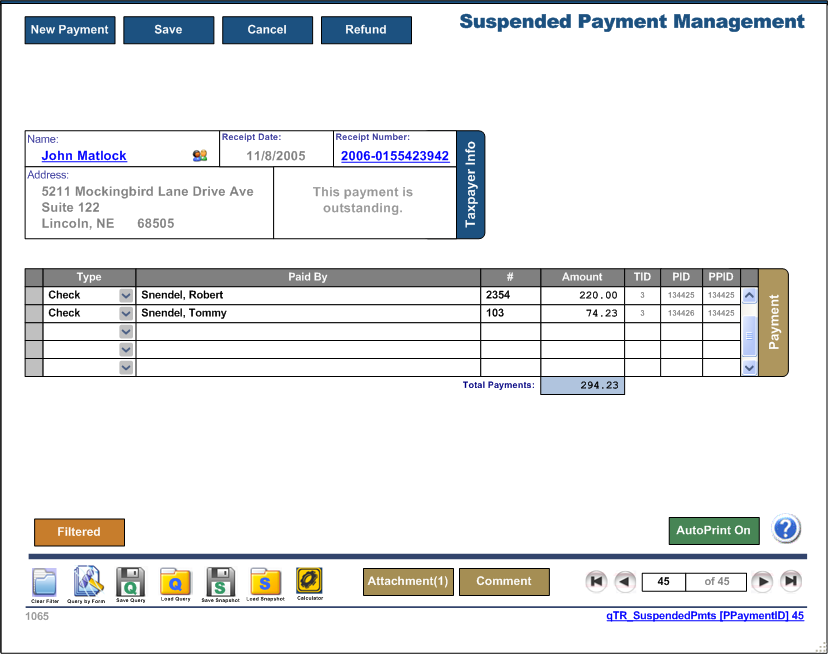 New Payment Save Cancel Refund Suspended Payment Management
Name: Receipt Date: Receipt Number:
John Matlock 11/8/2005 2006-0155423942
Address:
5211 Mockingbird Lane Drive Ave
Suite 122
Lincoln, NE 68505
This payment is
outstanding.
Taxpayer Info
Type Paid By # Amount TID PID PPID
Check Snendel, Robert 2354 220.00 3 134425 134425
Check Snendel, Tommy 103 74.23 3 134426 134425
Payment
Total Payments: 294.23
Filtered AutoPrint On ?
Clear Filter Query by Form Save Query Load Query Save Snapshot Load Snapshot Calculator
Q Q S S
Attachment(1) Comment 45 of 45
1065 qTR_SuspendedPmts [PPaymentID] 45